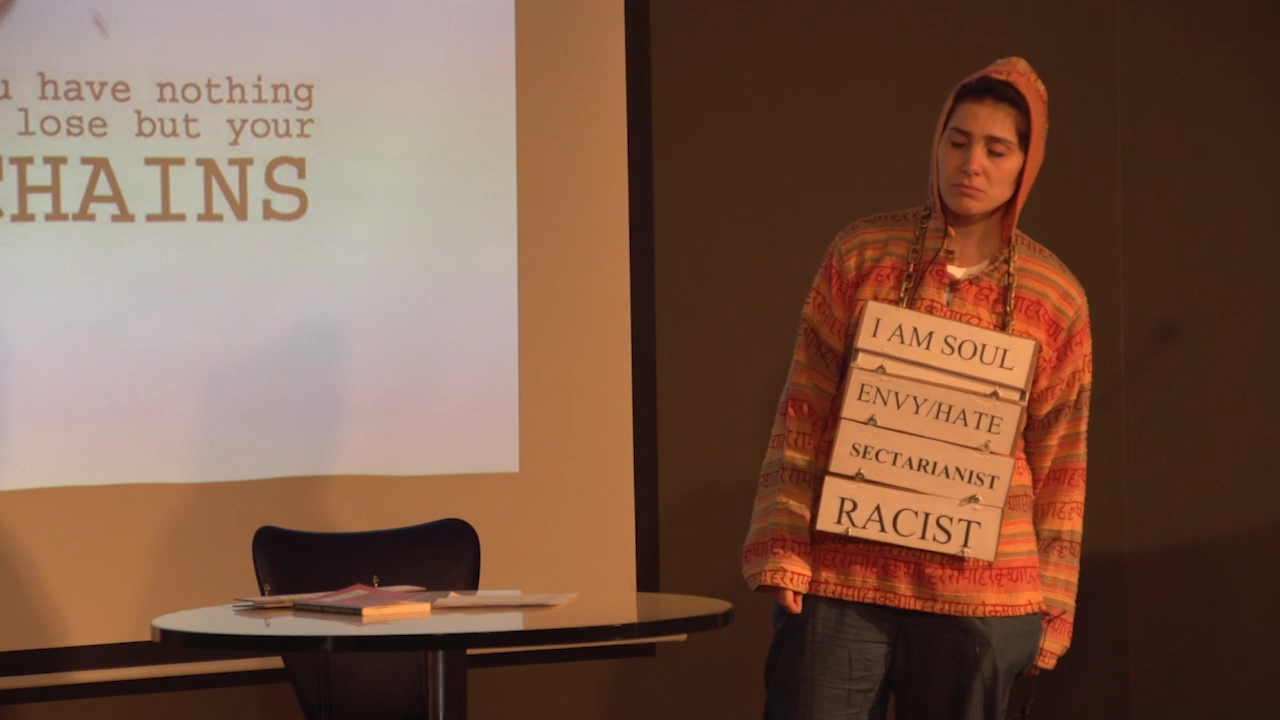 have nothing
lose but your
CHAINS
I AM SOUL
ENVY/HATE
SECTARIANIST
RACIST